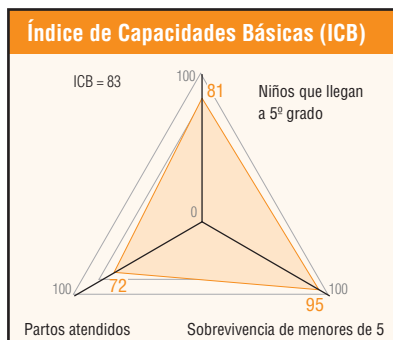 Índice de Capacidades Básicas (ICB)
ICB = 83
100
81
Niños que llegan
a 5º grado
0
100
72
100
95
Partos atendidos
Sobrevivencia de menores de 5